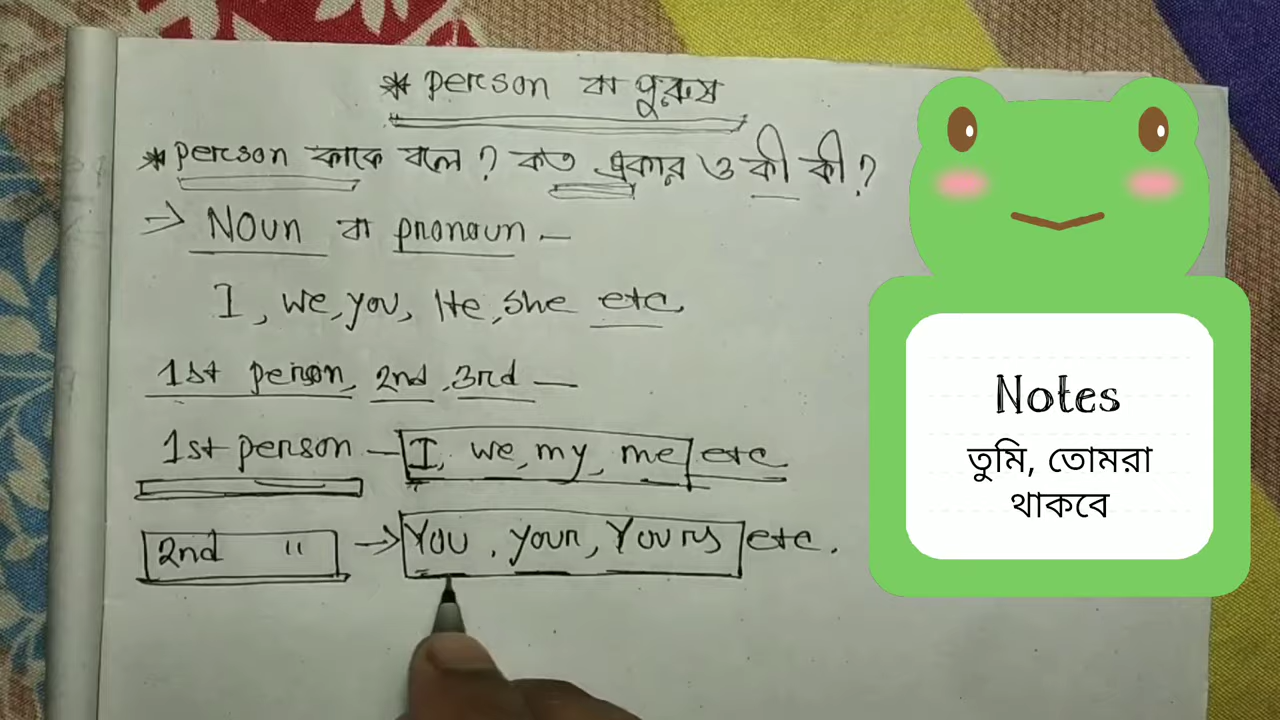 * person বা পুরুষ
* person কাকে বলে? কত প্রকার ও কী কী?
⇒ Noun বা pronoun —
I, we, you, He, she etc.
1st person, 2nd, 3rd —
1st person — I, we, my, me etc
2nd " → You, your, Yours etc.
Notes
তুমি, তোমরা
থাকবে